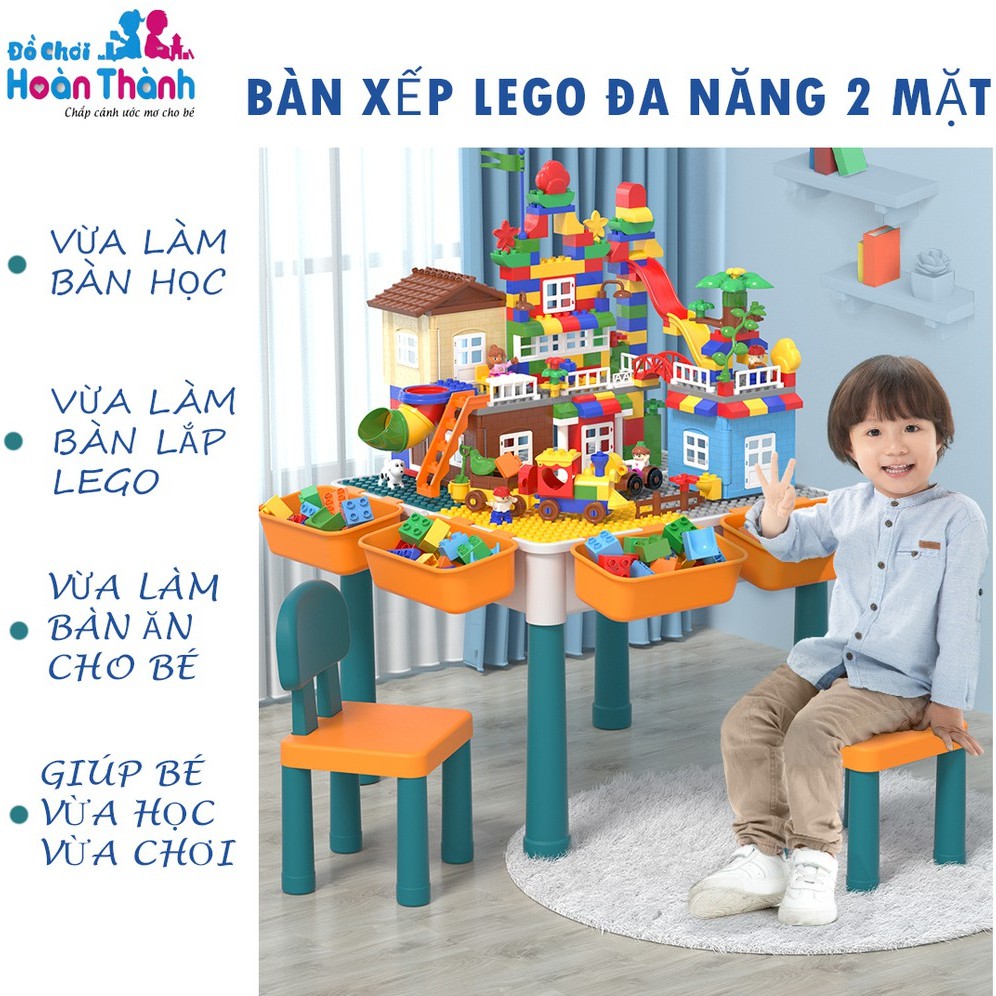 Đồ Chơi
Hoàn Thành
Chắp cánh ước mơ cho bé
BÀN XẾP LEGO ĐA NĂNG 2 MẶT
VỪA LÀM
BÀN HỌC
VỪA LÀM
BÀN LẮP
LEGO
VỪA LÀM
BÀN ĂN
CHO BÉ
GIÚP BÉ
VỪA HỌC
VỪA CHƠI